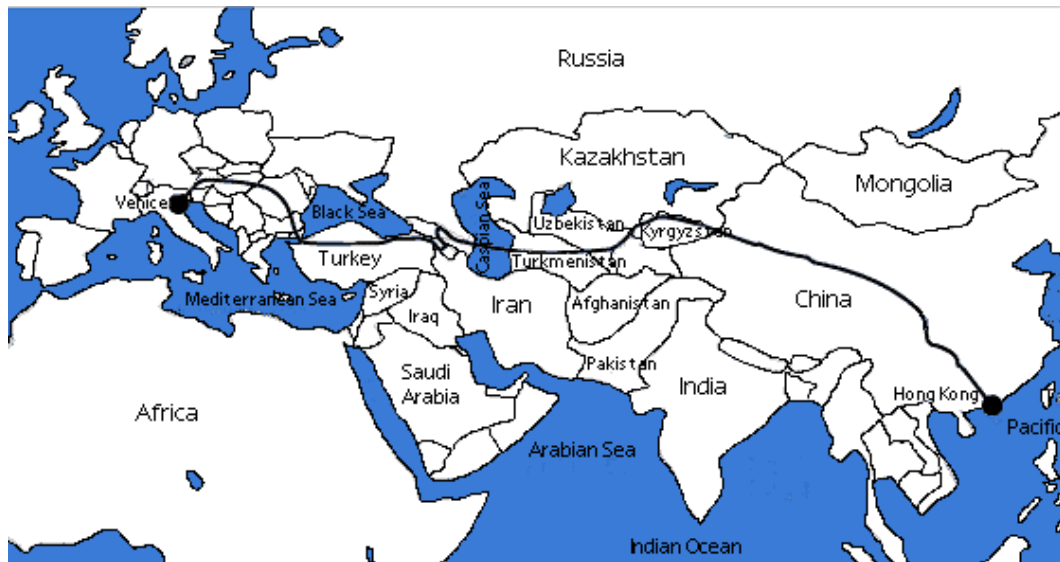 Russia
Kazakhstan
Mongolia
Venice
Black Sea
Caspian Sea
Uzbekistan
Kyrgyzstan
Turkey
Turkmenistan
Mediterranean Sea
Syria
Iran
Afghanistan
China
Iraq
Pakistan
Saudi
Arabia
India
Hong Kong
Africa
Pacific
Arabian Sea
Indian Ocean